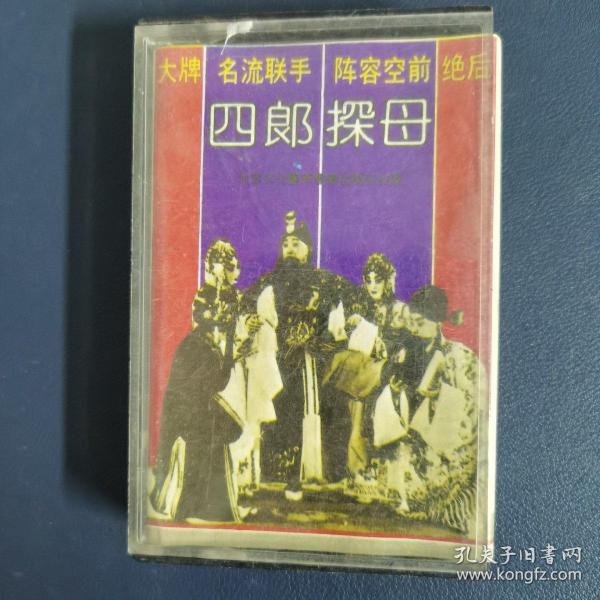 大牌 名流联手 阵容空前 绝后
四郎探母
孔夫子旧书网
www.kongfz.com